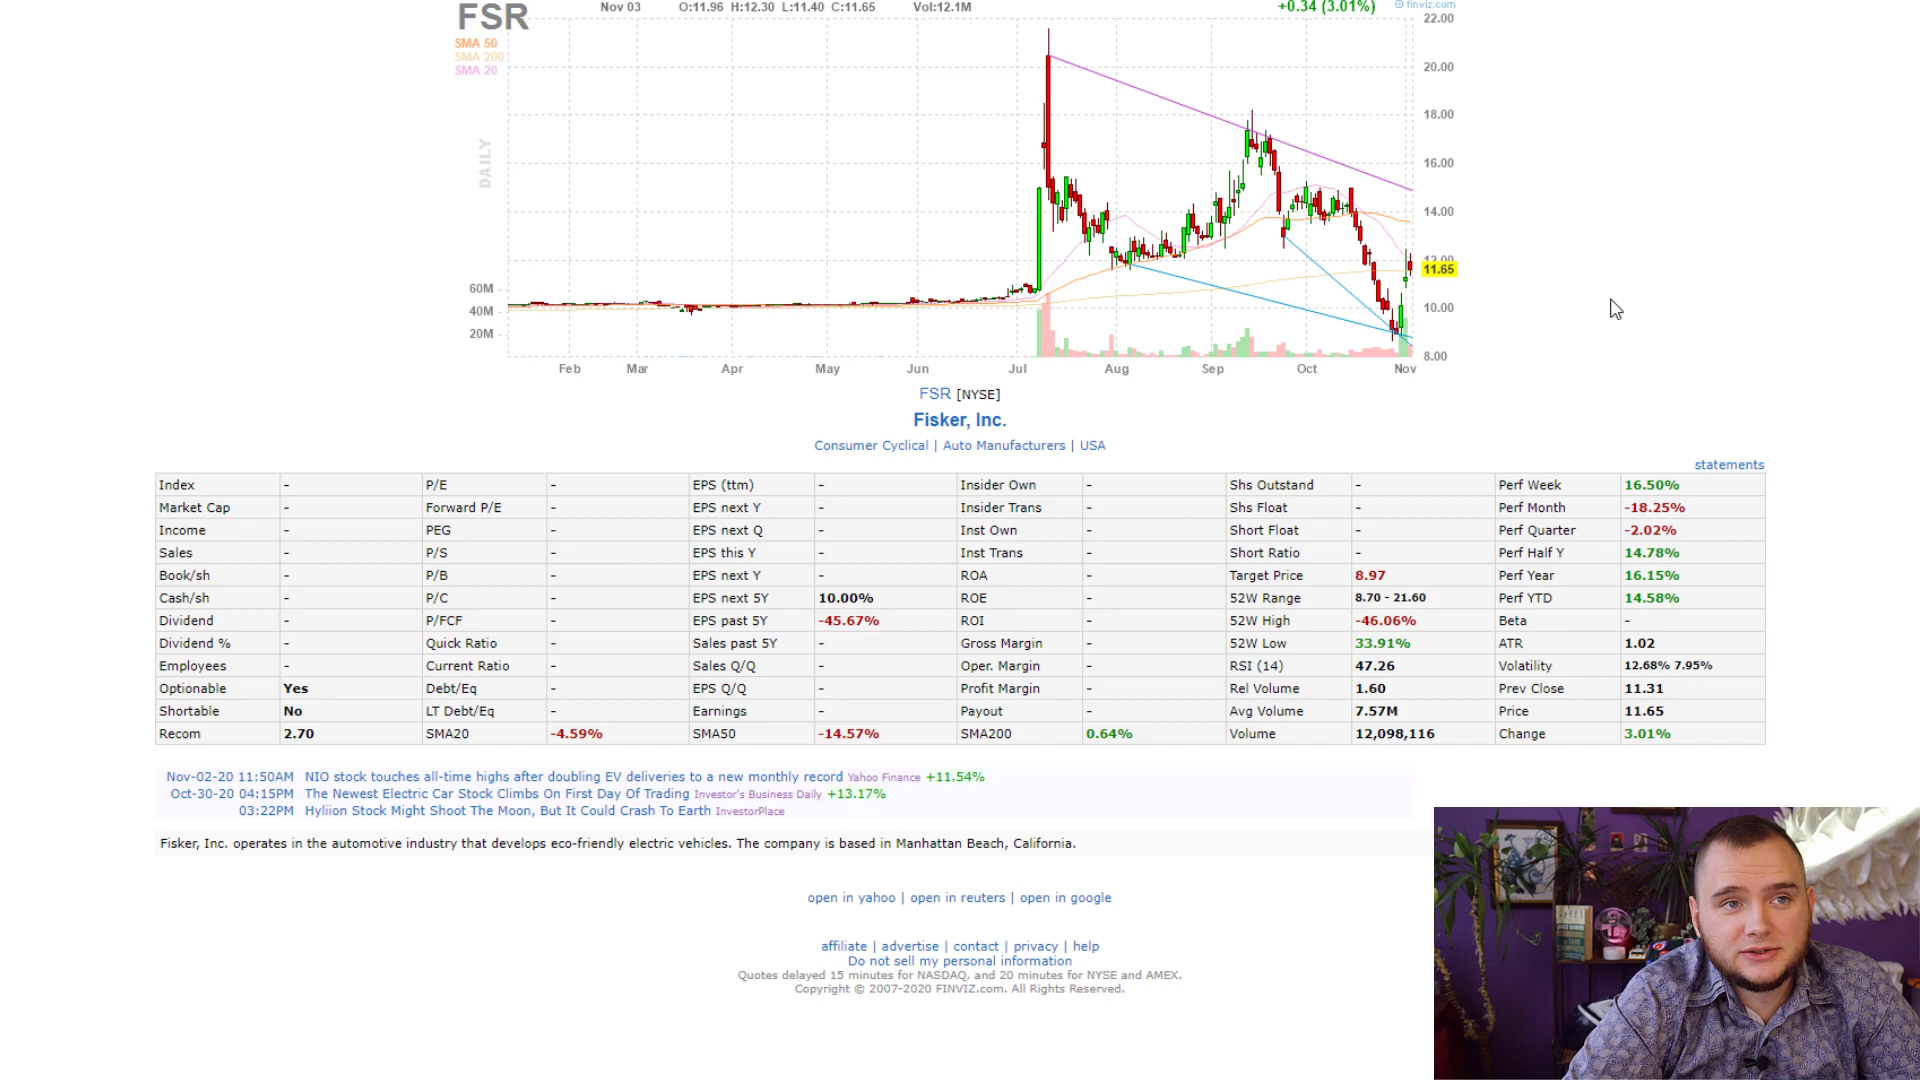 FSR Nov 03 O:11.96 H:12.30 L:11.40 C:11.65 Vol:12.1M +0.34 (3.01%) © finviz.com
SMA 50
SMA 200
SMA 20
DAILY
22.00
20.00
18.00
16.00
14.00
12.00
11.65
10.00
8.00
60M
40M
20M
Feb Mar Apr May Jun Jul Aug Sep Oct Nov
FSR [NYSE]
Fisker, Inc.
Consumer Cyclical | Auto Manufacturers | USA
statements
Index - P/E - EPS (ttm) - Insider Own - Shs Outstand - Perf Week 16.50%
Market Cap - Forward P/E - EPS next Y - Insider Trans - Shs Float - Perf Month -18.25%
Income - PEG - EPS next Q - Inst Own - Short Float - Perf Quarter -2.02%
Sales - P/S - EPS this Y - Inst Trans - Short Ratio - Perf Half Y 14.78%
Book/sh - P/B - EPS next Y - ROA - Target Price 8.97 Perf Year 16.15%
Cash/sh - P/C - EPS next 5Y 10.00% ROE - 52W Range 8.70 - 21.60 Perf YTD 14.58%
Dividend - P/FCF - EPS past 5Y -45.67% ROI - 52W High -46.06% Beta -
Dividend % - Quick Ratio - Sales past 5Y - Gross Margin - 52W Low 33.91% ATR 1.02
Employees - Current Ratio - Sales Q/Q - Oper. Margin - RSI (14) 47.26 Volatility 12.68% 7.95%
Optionable Yes Debt/Eq - EPS Q/Q - Profit Margin - Rel Volume 1.60 Prev Close 11.31
Shortable No LT Debt/Eq - Earnings - Payout - Avg Volume 7.57M Price 11.65
Recom 2.70 SMA20 -4.59% SMA50 -14.57% SMA200 0.64% Volume 12,098,116 Change 3.01%
Nov-02-20 11:50AM NIO stock touches all-time highs after doubling EV deliveries to a new monthly record Yahoo Finance +11.54%
Oct-30-20 04:15PM The Newest Electric Car Stock Climbs On First Day Of Trading Investor's Business Daily +13.17%
03:22PM Hyliion Stock Might Shoot The Moon, But It Could Crash To Earth InvestorPlace
Fisker, Inc. operates in the automotive industry that develops eco-friendly electric vehicles. The company is based in Manhattan Beach, California.
open in yahoo | open in reuters | open in google
affiliate | advertise | contact | privacy | help
Do not sell my personal information
Quotes delayed 15 minutes for NASDAQ, and 20 minutes for NYSE and AMEX.
Copyright © 2007-2020 FINVIZ.com. All Rights Reserved.